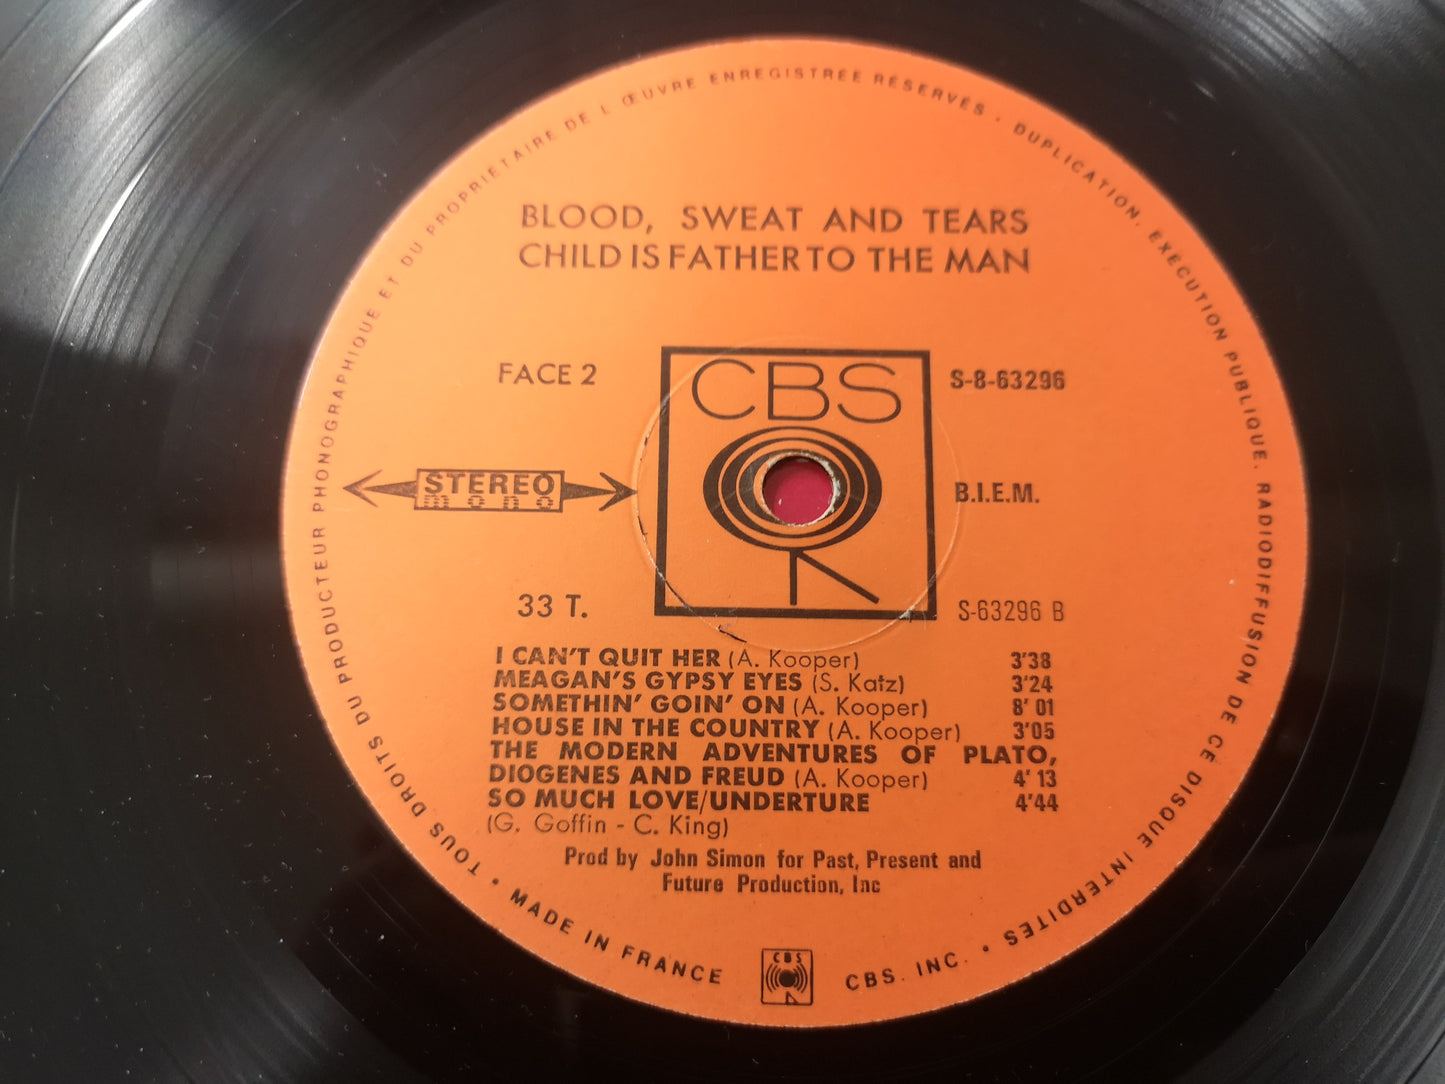 TOUS DROITS DU PRODUCTEUR PHONOGRAPHIQUE ET DU PROPRIÉTAIRE DE L'ŒUVRE ENREGISTRÉE RÉSERVÉS · DUPLICATION, EXÉCUTION PUBLIQUE, RADIODIFFUSION DE CE DISQUE INTERDITES ·
BLOOD, SWEAT AND TEARS
CHILD IS FATHER TO THE MAN
FACE 2
CBS
S-8-63296
STEREO
mono
B.I.E.M.
33 T.
S-63296 B
I CAN'T QUIT HER (A. Kooper) 3'38
MEAGAN'S GYPSY EYES (S. Katz) 3'24
SOMETHIN' GOIN' ON (A. Kooper) 8'01
HOUSE IN THE COUNTRY (A. Kooper) 3'05
THE MODERN ADVENTURES OF PLATO,
DIOGENES AND FREUD (A. Kooper) 4'13
SO MUCH LOVE/UNDERTURE 4'44
(G. Goffin - C. King)
Prod by John Simon for Past, Present and
Future Production, Inc
· MADE IN FRANCE
CBS
CBS. INC. ·